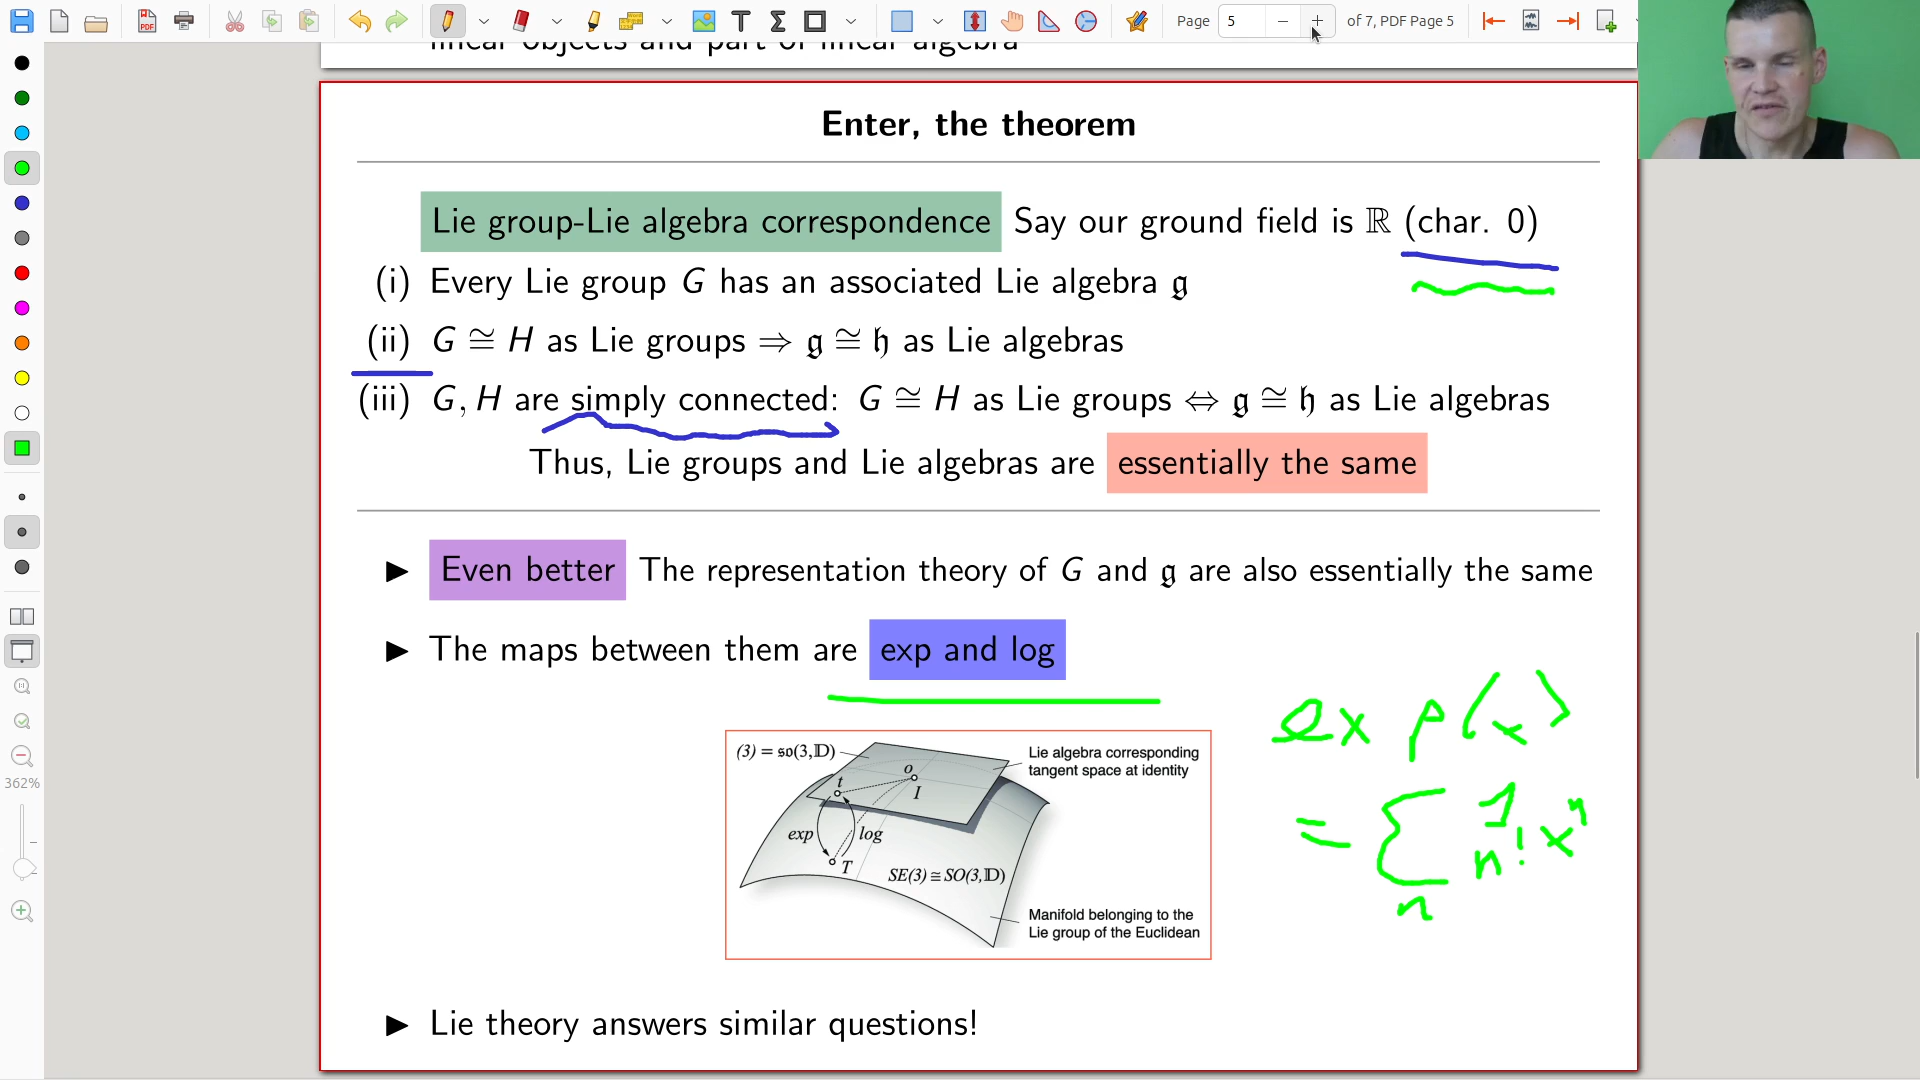 Page 5 of 7, PDF Page 5
linear objects and part of linear algebra
Enter, the theorem
Lie group-Lie algebra correspondence Say our ground field is ℝ (char. 0)
(i) Every Lie group G has an associated Lie algebra 𝔤
(ii) G ≅ H as Lie groups ⇒ 𝔤 ≅ 𝔥 as Lie algebras
(iii) G, H are simply connected: G ≅ H as Lie groups ⇔ 𝔤 ≅ 𝔥 as Lie algebras
Thus, Lie groups and Lie algebras are essentially the same
▶ Even better The representation theory of G and 𝔤 are also essentially the same
▶ The maps between them are exp and log
exp(x)
= ∑ 1/n! xⁿ
n
(3) = 𝔰𝔬(3,𝔻)
Lie algebra corresponding
tangent space at identity
o
t
I
exp
log
T
SE(3) ≅ SO(3,𝔻)
Manifold belonging to the
Lie group of the Euclidean
▶ Lie theory answers similar questions!
362%